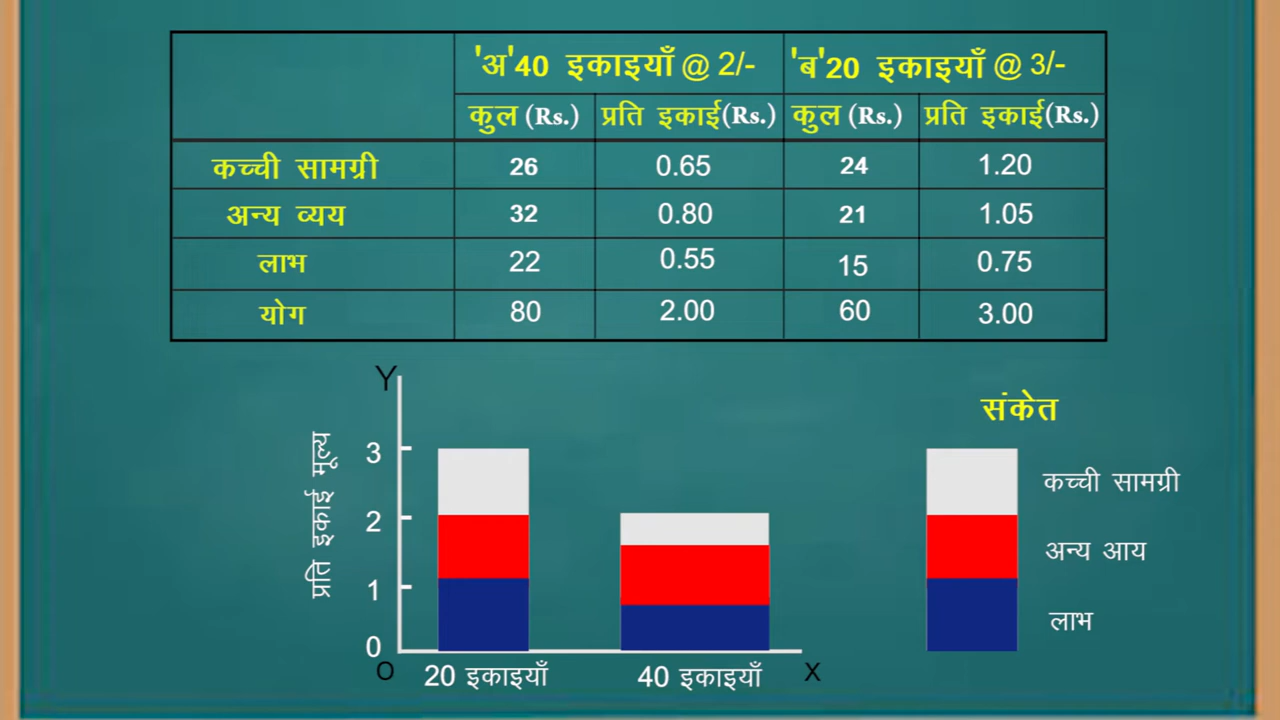 'अ'40 इकाइयाँ @ 2/- 'ब'20 इकाइयाँ @ 3/-
कुल (Rs.) प्रति इकाई(Rs.) कुल (Rs.) प्रति इकाई(Rs.)
कच्ची सामग्री 26 0.65 24 1.20
अन्य व्यय 32 0.80 21 1.05
लाभ 22 0.55 15 0.75
योग 80 2.00 60 3.00
Y
प्रति इकाई मूल्य
3
2
1
0
O
20 इकाइयाँ 40 इकाइयाँ X
संकेत
कच्ची सामग्री
अन्य आय
लाभ